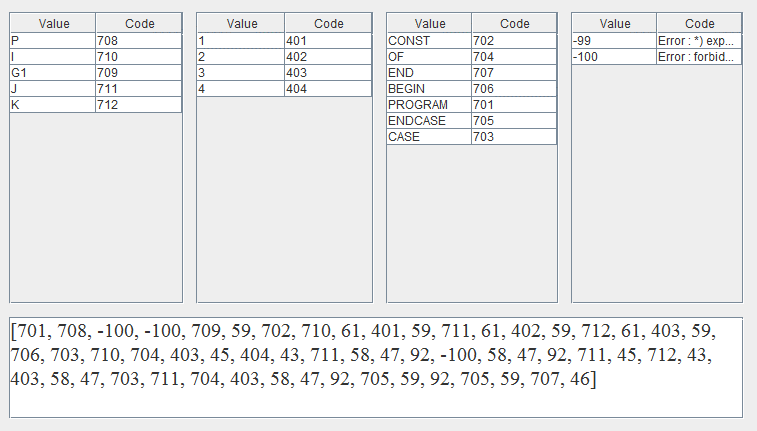 Value Code
P 708
I 710
G1 709
J 711
K 712
Value Code
1 401
2 402
3 403
4 404
Value Code
CONST 702
OF 704
END 707
BEGIN 706
PROGRAM 701
ENDCASE 705
CASE 703
Value Code
-99 Error : *) exp...
-100 Error : forbid...
[701, 708, -100, -100, 709, 59, 702, 710, 61, 401, 59, 711, 61, 402, 59, 712, 61, 403, 59,
706, 703, 710, 704, 403, 45, 404, 43, 711, 58, 47, 92, -100, 58, 47, 92, 711, 45, 712, 43,
403, 58, 47, 703, 711, 704, 403, 58, 47, 92, 705, 59, 92, 705, 59, 707, 46]